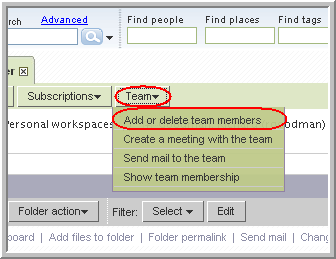 rch Advanced Find people Find places Find tags
Subscriptions Team
Personal workspaces odman)
Add or delete team members
Create a meeting with the team
Send mail to the team
Show team membership
Folder action Filter: Select Edit
board | Add files to folder | Folder permalink | Send mail | Chang